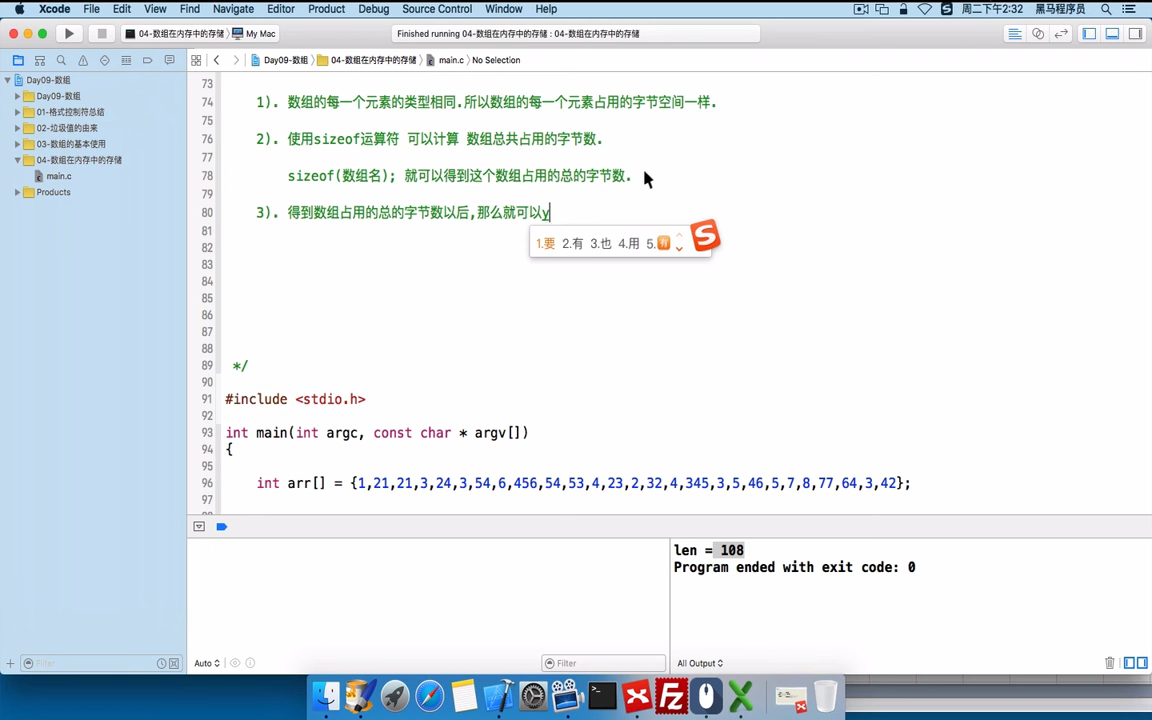 Xcode File Edit View Find Navigate Editor Product Debug Source Control Window Help 周二下午2:32 黑马程序员
04-数组在内存中的存储 My Mac Finished running 04-数组在内存中的存储 : 04-数组在内存中的存储
Day09-数组 04-数组在内存中的存储 main.c No Selection
Day09-数组
Day09-数组
01-格式控制符总结
02-垃圾值的由来
03-数组的基本使用
04-数组在内存中的存储
main.c
Products
73
74 1). 数组的每一个元素的类型相同.所以数组的每一个元素占用的字节空间一样.
75
76 2). 使用sizeof运算符 可以计算 数组总共占用的字节数.
77
78 sizeof(数组名); 就可以得到这个数组占用的总的字节数.
79
80 3). 得到数组占用的总的字节数以后,那么就可以y
1.要 2.有 3.也 4.用 5.
81
82
83
84
85
86
87
88
89 */
90
91 #include <stdio.h>
92
93 int main(int argc, const char * argv[])
94 {
95
96 int arr[] = {1,21,21,3,24,3,54,6,456,54,53,4,23,2,32,4,345,3,5,46,5,7,8,77,64,3,42};
97
len = 108
Program ended with exit code: 0
Filter Auto Filter All Output